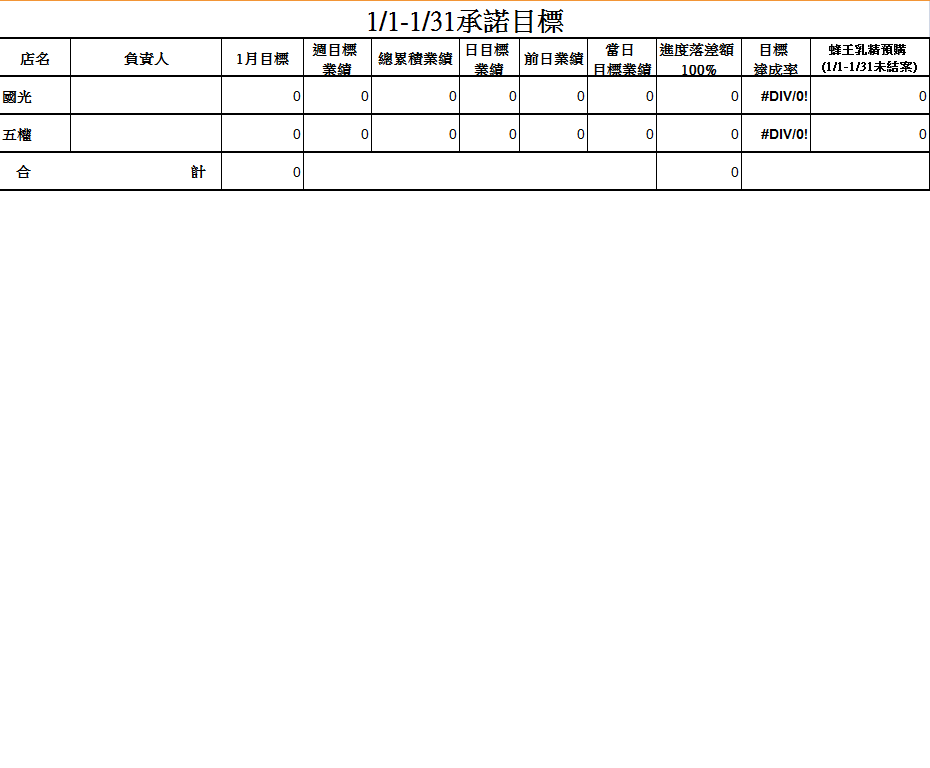 1/1-1/31承諾目標
店名 負責人 1月目標 週目標業績 總累積業績 日目標業績 前日業績 當日目標業績 進度落差額100% 目標達成率 蜂王乳精預購(1/1-1/31未結案)
國光 0 0 0 0 0 0 0 #DIV/0! 0
五權 0 0 0 0 0 0 0 #DIV/0! 0
合計 0 0